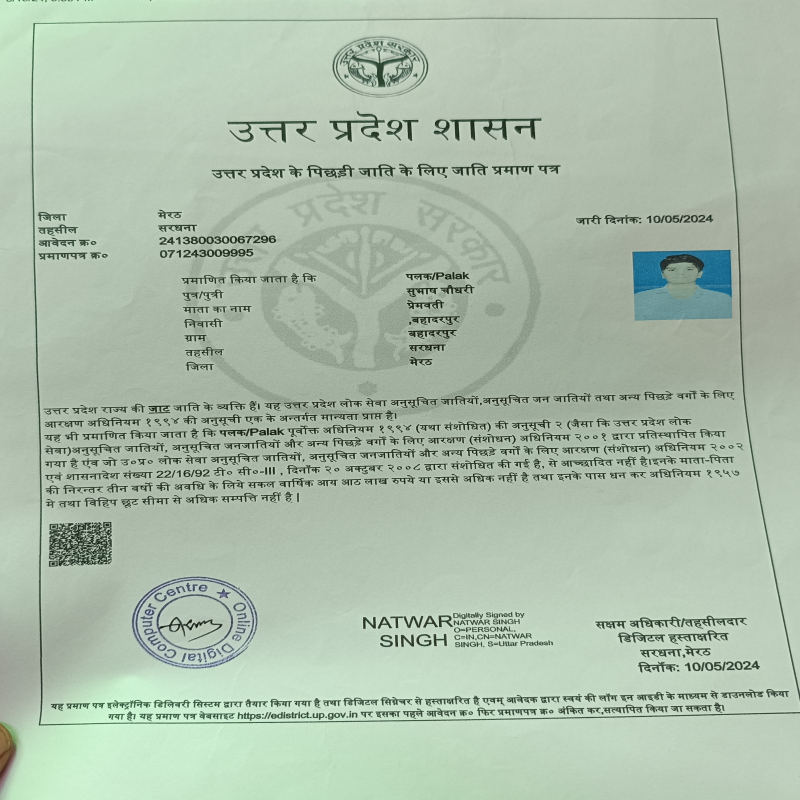 उत्तर प्रदेश सरकार
उत्तर प्रदेश शासन
उत्तर प्रदेश के पिछड़ी जाति के लिए जाति प्रमाण पत्र
जिला मेरठ
तहसील सरधना
जारी दिनांक: 10/05/2024
आवेदन क्र० 241380030067296
प्रमाणपत्र क्र० 071243009995
प्रमाणित किया जाता है कि पलक/Palak
पुत्र/पुत्री सुभाष चौधरी
माता का नाम प्रेमवती
निवासी ,बहादरपुर
ग्राम बहादरपुर
तहसील सरधना
जिला मेरठ
उत्तर प्रदेश राज्य की जाट जाति के व्यक्ति हैं। यह उत्तर प्रदेश लोक सेवा अनुसूचित जातियों,अनुसूचित जन जातियों तथा अन्य पिछड़े वर्गों के लिए
आरक्षण अधिनियम १९९४ की अनुसूची एक के अन्तर्गत मान्यता प्राप्त है।
यह भी प्रमाणित किया जाता है कि पलक/Palak पूर्वोक्त अधिनियम १९९४ (यथा संशोधित) की अनुसूची २ (जैसा कि उत्तर प्रदेश लोक
सेवा)अनुसूचित जातियों, अनुसूचित जनजातियों और अन्य पिछड़े वर्गों के लिए आरक्षण (संशोधन) अधिनियम २००१ द्वारा प्रतिस्थापित किया
गया है एंव जो उ०प्र० लोक सेवा अनुसूचित जातियों, अनुसूचित जनजातियों और अन्य पिछड़े वर्गों के लिए आरक्षण (संशोधन) अधिनियम २००२
एवं शासनादेश संख्या 22/16/92 टी० सी०-III , दिनॉक २० अक्टुबर २००८ द्वारा संशोधित की गई है, से आच्छादित नहीं है।इनके माता-पिता
की निरन्तर तीन बर्षो की अवधि के लिये सकल वार्षिक आय आठ लाख रुपये या इससे अधिक नहीं है तथा इनके पास धन कर अधिनियम १९५७
मे तथा विहिप छूट सीमा से अधिक सम्पत्ति नहीं है |
Online Digital Computer Centre
NATWAR SINGH
Digitally Signed by
NATWAR SINGH
O=PERSONAL,
C=IN,CN=NATWAR
SINGH, S=Uttar Pradesh
सक्षम अधिकारी/तहसीलदार
डिजिटल हस्ताक्षरित
सरधना,मेरठ
दिनाँक: 10/05/2024
यह प्रमाण पत्र इलेक्ट्रॉनिक डिलिवरी सिस्टम द्वारा तैयार किया गया है तथा डिजिटल सिग्नेचर से हस्ताक्षरित है एवम् आवेदक द्वारा स्वयं की लॉग इन आइडी के माध्यम से डाउनलोड किया
गया है। यह प्रमाण पत्र वेबसाइट https://edistrict.up.gov.in पर इसका पहले आवेदन क्र० फिर प्रमाणपत्र क्र० अंकित कर,सत्यापित किया जा सकता है।